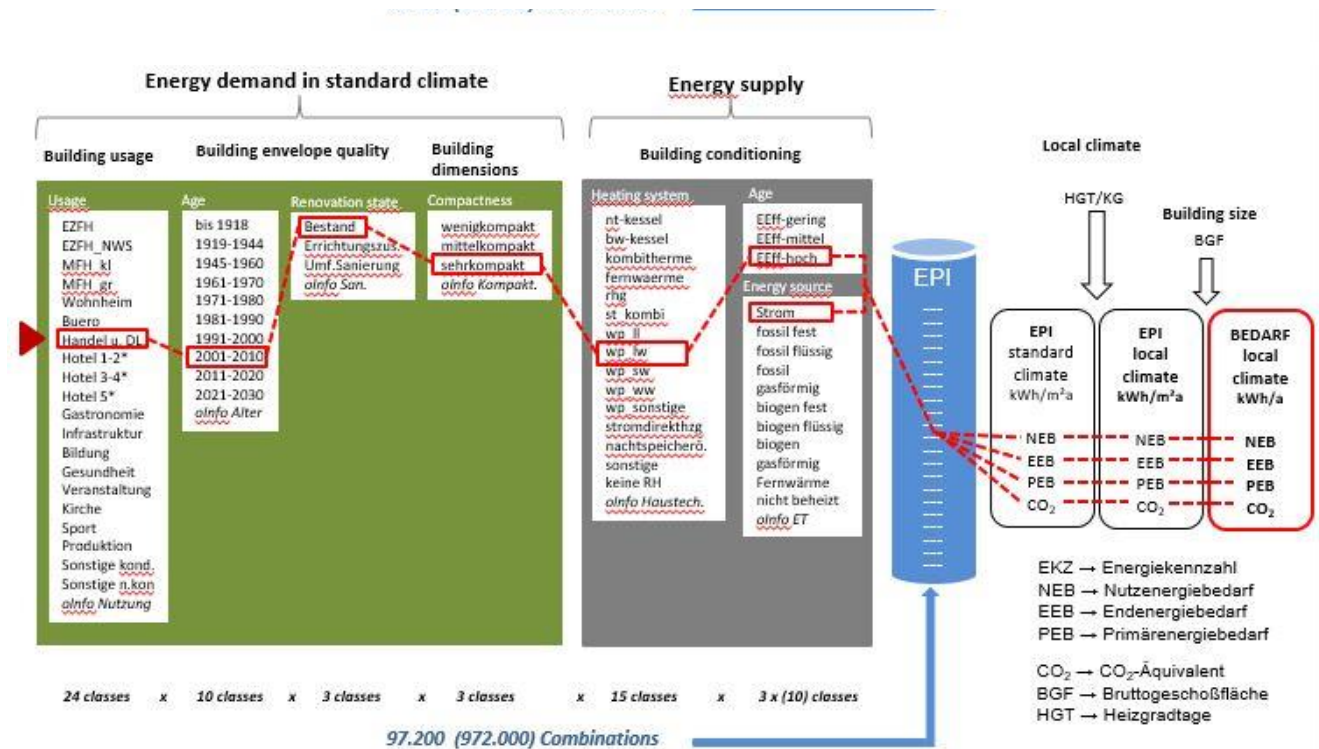 Energy demand in standard climate
Energy supply
Building usage
Building envelope quality
Building
dimensions
Building conditioning
Local climate
HGT/KG
Building size
BGF
Usage
EZFH
EZFH_NWS
MFH_kl
MFH_gr
Wohnheim
Buero
Handel u. DL
Hotel 1-2*
Hotel 3-4*
Hotel 5*
Gastronomie
Infrastruktur
Bildung
Gesundheit
Veranstaltung
Kirche
Sport
Produktion
Sonstige kond.
Sonstige n.kon
oInfo Nutzung
Age
bis 1918
1919-1944
1945-1960
1961-1970
1971-1980
1981-1990
1991-2000
2001-2010
2011-2020
2021-2030
oInfo Alter
Renovation state
Bestand
Errichtungszus.
Umf.Sanierung
oInfo San.
Compactness
wenigkompakt
mittelkompakt
sehrkompakt
oInfo Kompakt.
Heating system
nt-kessel
bw-kessel
kombitherme
fernwaerme
rhg
st_kombi
wp_ll
wp_lw
wp_sw
wp_ww
wp_sonstige
stromdirekthzg
nachtspeicherö.
sonstige
keine RH
oInfo Haustech.
Age
EEff-gering
EEff-mittel
EEff-hoch
Energy source
Strom
fossil fest
fossil flüssig
fossil
gasförmig
biogen fest
biogen flüssig
biogen
gasförmig
Fernwärme
nicht beheizt
oInfo ET
EPI
EPI
standard
climate
kWh/m²a
NEB
EEB
PEB
CO₂
EPI
local
climate
kWh/m²a
NEB
EEB
PEB
CO₂
BEDARF
local
climate
kWh/a
NEB
EEB
PEB
CO₂
EKZ → Energiekennzahl
NEB → Nutzenergiebedarf
EEB → Endenergiebedarf
PEB → Primärenergiebedarf
CO₂ → CO₂-Äquivalent
BGF → Bruttogeschoßfläche
HGT → Heizgradtage
24 classes x 10 classes x 3 classes x 3 classes x 15 classes x 3 x (10) classes
97.200 (972.000) Combinations